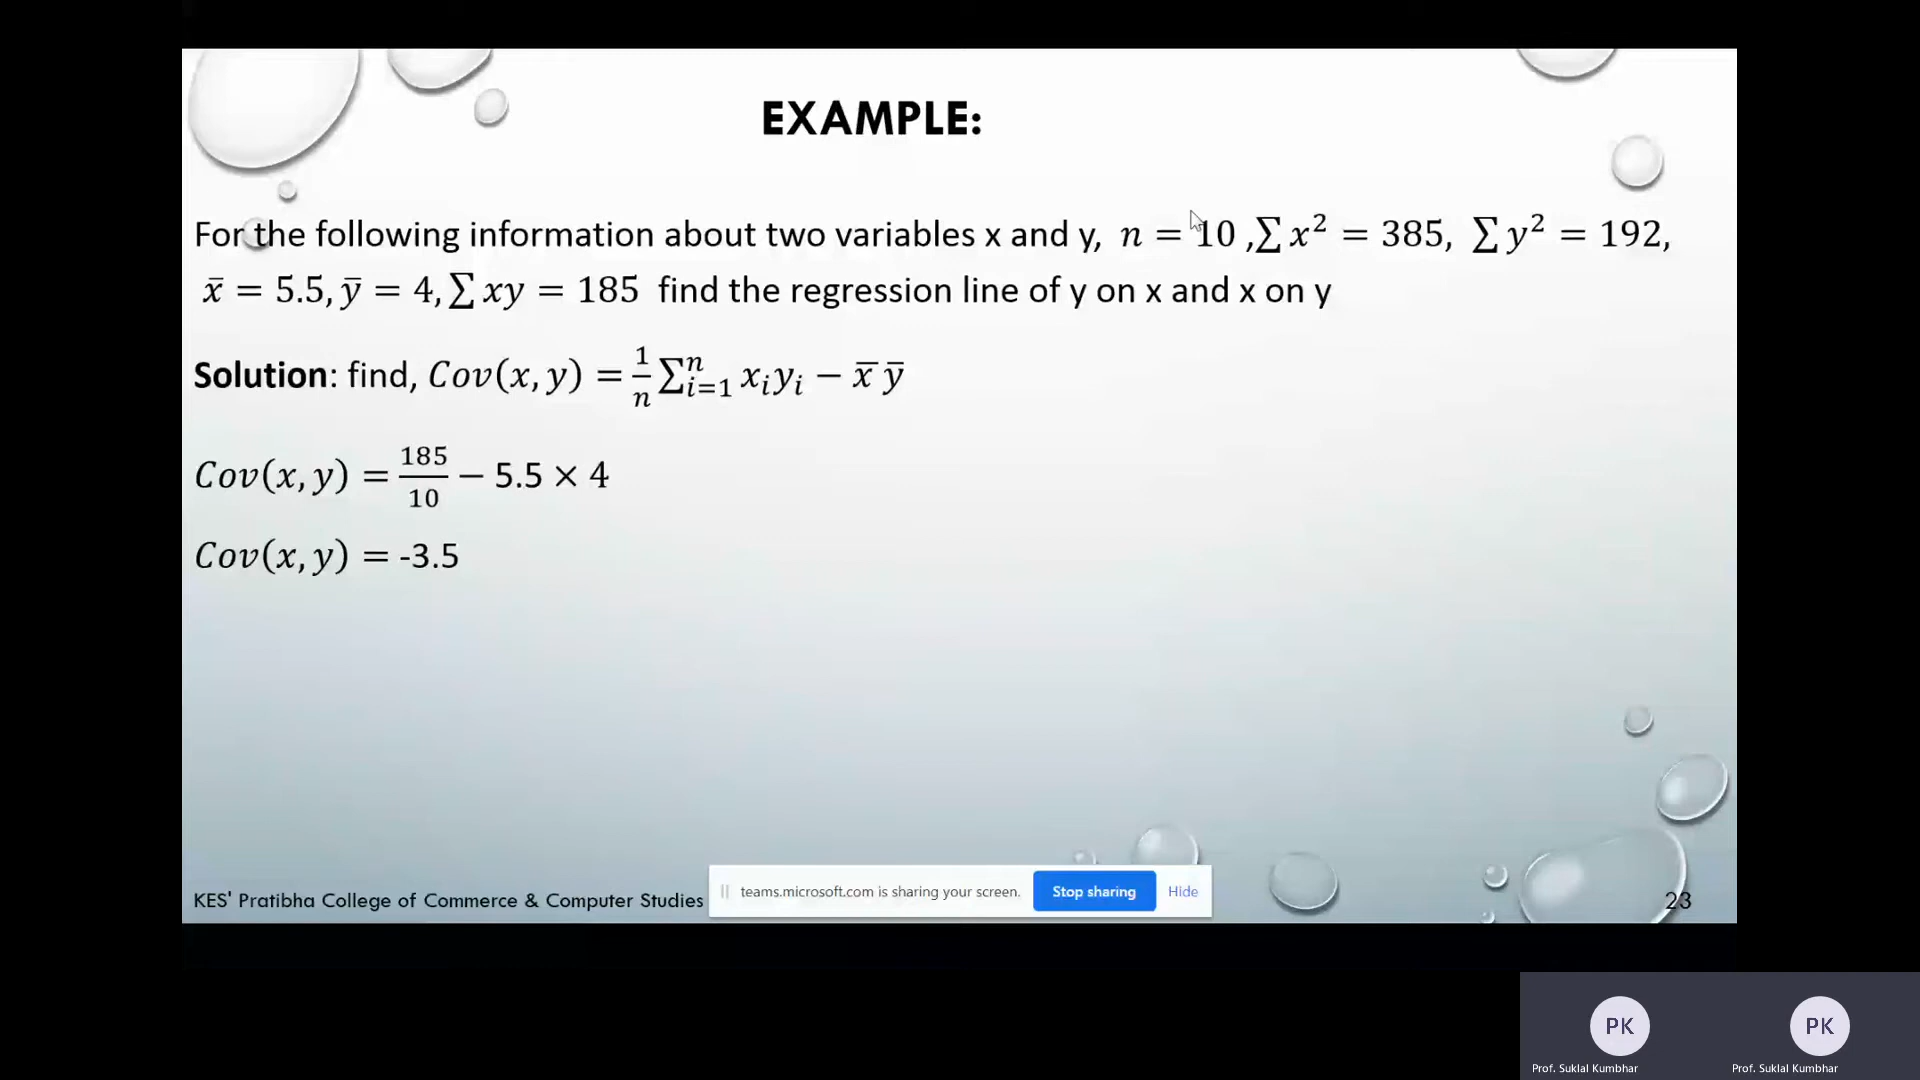 EXAMPLE:
For the following information about two variables x and y, n = 10 ,∑ x² = 385, ∑ y² = 192,
x̄ = 5.5, ȳ = 4, ∑ xy = 185 find the regression line of y on x and x on y
Solution: find, Cov(x, y) = 1/n ∑ⁿᵢ₌₁ xᵢyᵢ − x̄ ȳ
Cov(x, y) = 185/10 − 5.5 × 4
Cov(x, y) = -3.5
KES' Pratibha College of Commerce & Computer Studies
teams.microsoft.com is sharing your screen. Stop sharing Hide
23
PK PK
Prof. Suklal Kumbhar Prof. Suklal Kumbhar